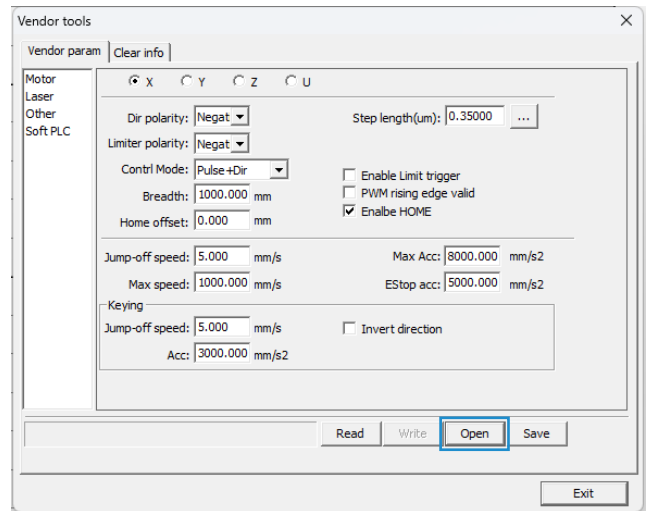 Vendor tools
Vendor param Clear info
Motor
Laser
Other
Soft PLC
X Y Z U
Dir polarity: Negat Step length(um): 0.35000 ...
Limiter polarity: Negat
Contrl Mode: Pulse+Dir Enable Limit trigger
Breadth: 1000.000 mm PWM rising edge valid
Home offset: 0.000 mm Enalbe HOME
Jump-off speed: 5.000 mm/s Max Acc: 8000.000 mm/s2
Max speed: 1000.000 mm/s EStop acc: 5000.000 mm/s2
Keying
Jump-off speed: 5.000 mm/s Invert direction
Acc: 3000.000 mm/s2
Read Write Open Save
Exit